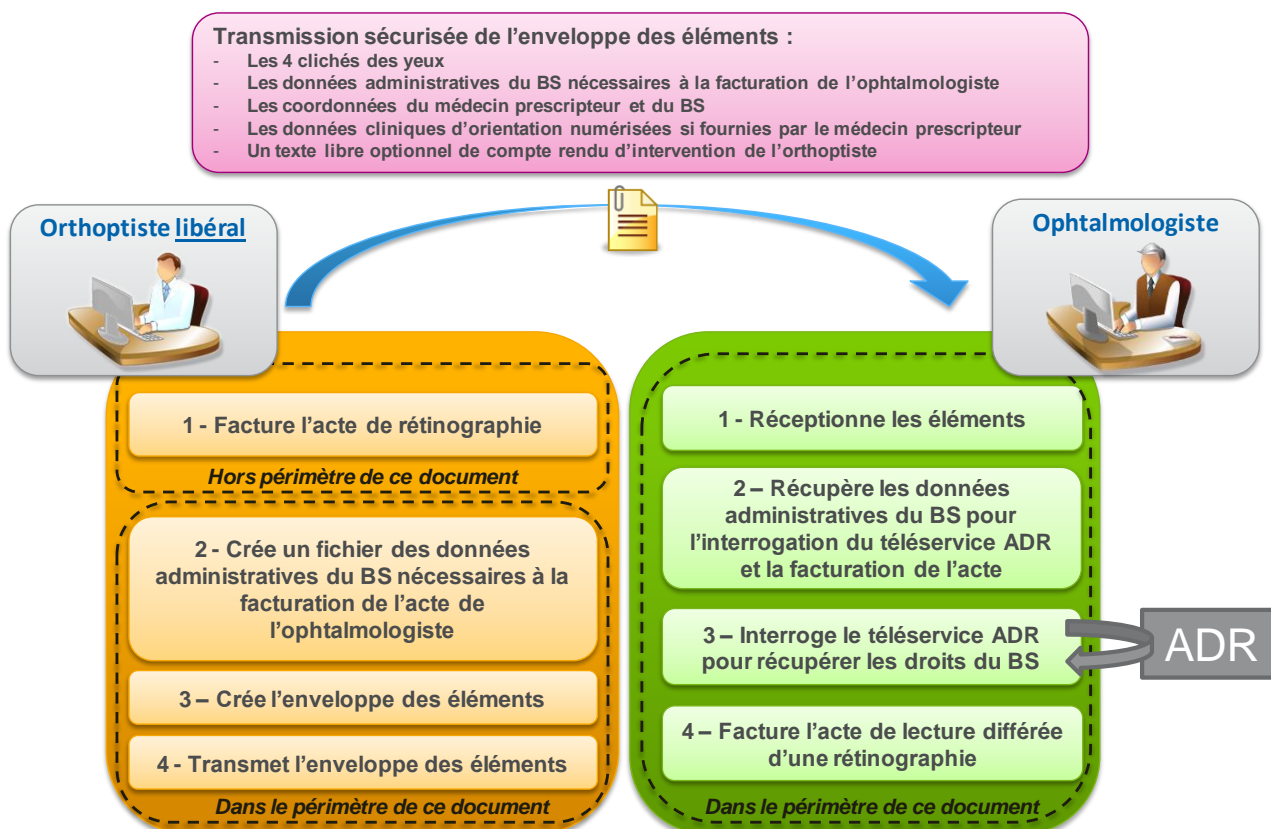 Transmission sécurisée de l’enveloppe des éléments :
- Les 4 clichés des yeux
- Les données administratives du BS nécessaires à la facturation de l’ophtalmologiste
- Les coordonnées du médecin prescripteur et du BS
- Les données cliniques d’orientation numérisées si fournies par le médecin prescripteur
- Un texte libre optionnel de compte rendu d’intervention de l’orthoptiste
Orthoptiste libéral
Ophtalmologiste
1 - Facture l’acte de rétinographie
Hors périmètre de ce document
2 - Crée un fichier des données
administratives du BS nécessaires à la
facturation de l’acte de
l’ophtalmologiste
3 – Crée l’enveloppe des éléments
4 - Transmet l’enveloppe des éléments
Dans le périmètre de ce document
1 - Réceptionne les éléments
2 – Récupère les données
administratives du BS pour
l’interrogation du téléservice ADR
et la facturation de l’acte
3 – Interroge le téléservice ADR
pour récupérer les droits du BS
ADR
4 – Facture l’acte de lecture différée
d’une rétinographie
Dans le périmètre de ce document